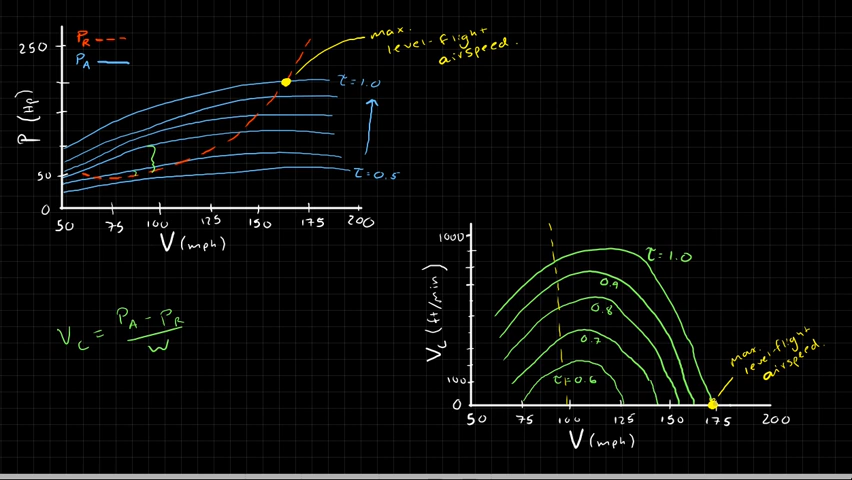 250
P_R
P_A
P (Hp)
50
0
50 75 100 125 150 175 200
V (mph)
τ=1.0
τ=0.5
max.
level-flight
airspeed.
V_C = (P_A - P_R) / W
1000
V_C (ft/min)
100
0
τ=1.0
0.9
0.8
0.7
τ=0.6
50 75 100 125 150 175 200
V (mph)
max.
level-flight
airspeed.